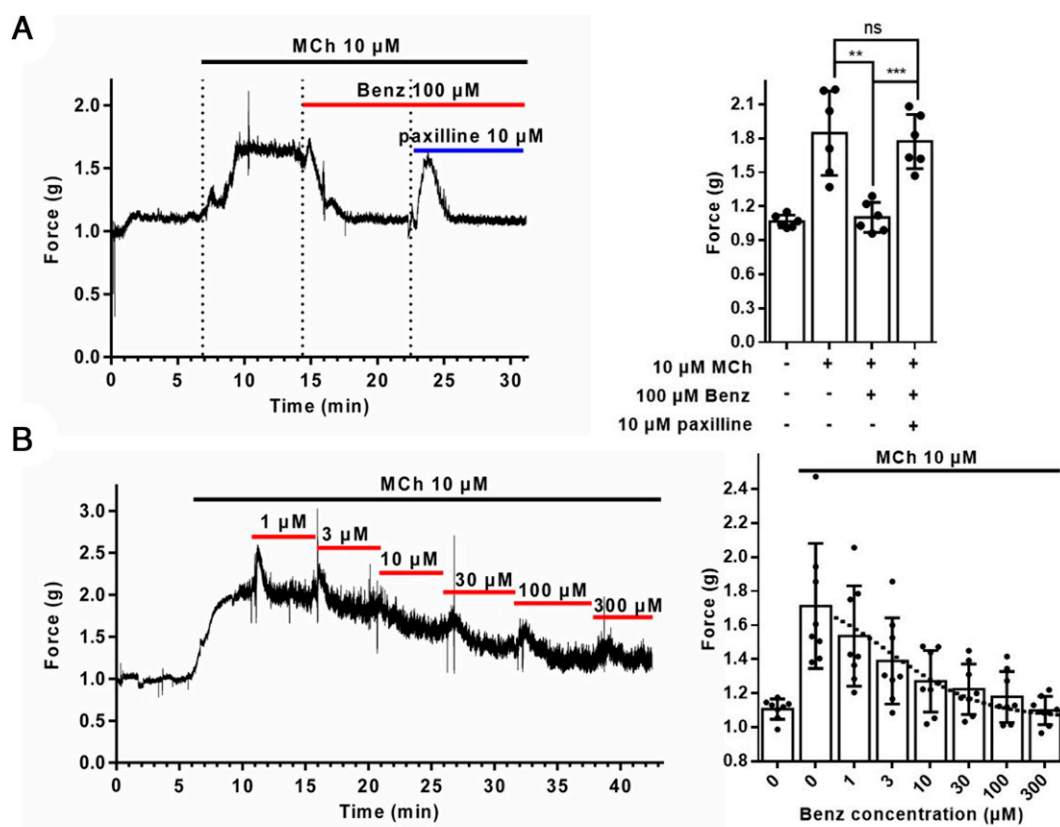 A
MCh 10 µM
Benz 100 µM
paxilline 10 µM
Force (g)
2.0
1.5
1.0
0.5
0.0
0 5 10 15 20 25 30
Time (min)
ns
** ***
Force (g)
2.1
1.8
1.5
1.2
0.9
0.6
0.3
0.0
10 µM MCh - + + +
100 µM Benz - - + +
10 µM paxilline - - - +
B
MCh 10 µM
1 µM
3 µM
10 µM
30 µM
100 µM
300 µM
Force (g)
3.0
2.5
2.0
1.5
1.0
0.5
0.0
0 5 10 15 20 25 30 35 40
Time (min)
MCh 10 µM
Force (g)
2.4
2.2
2.0
1.8
1.6
1.4
1.2
1.0
0.8
0 0 1 3 10 30 100 300
Benz concentration (µM)